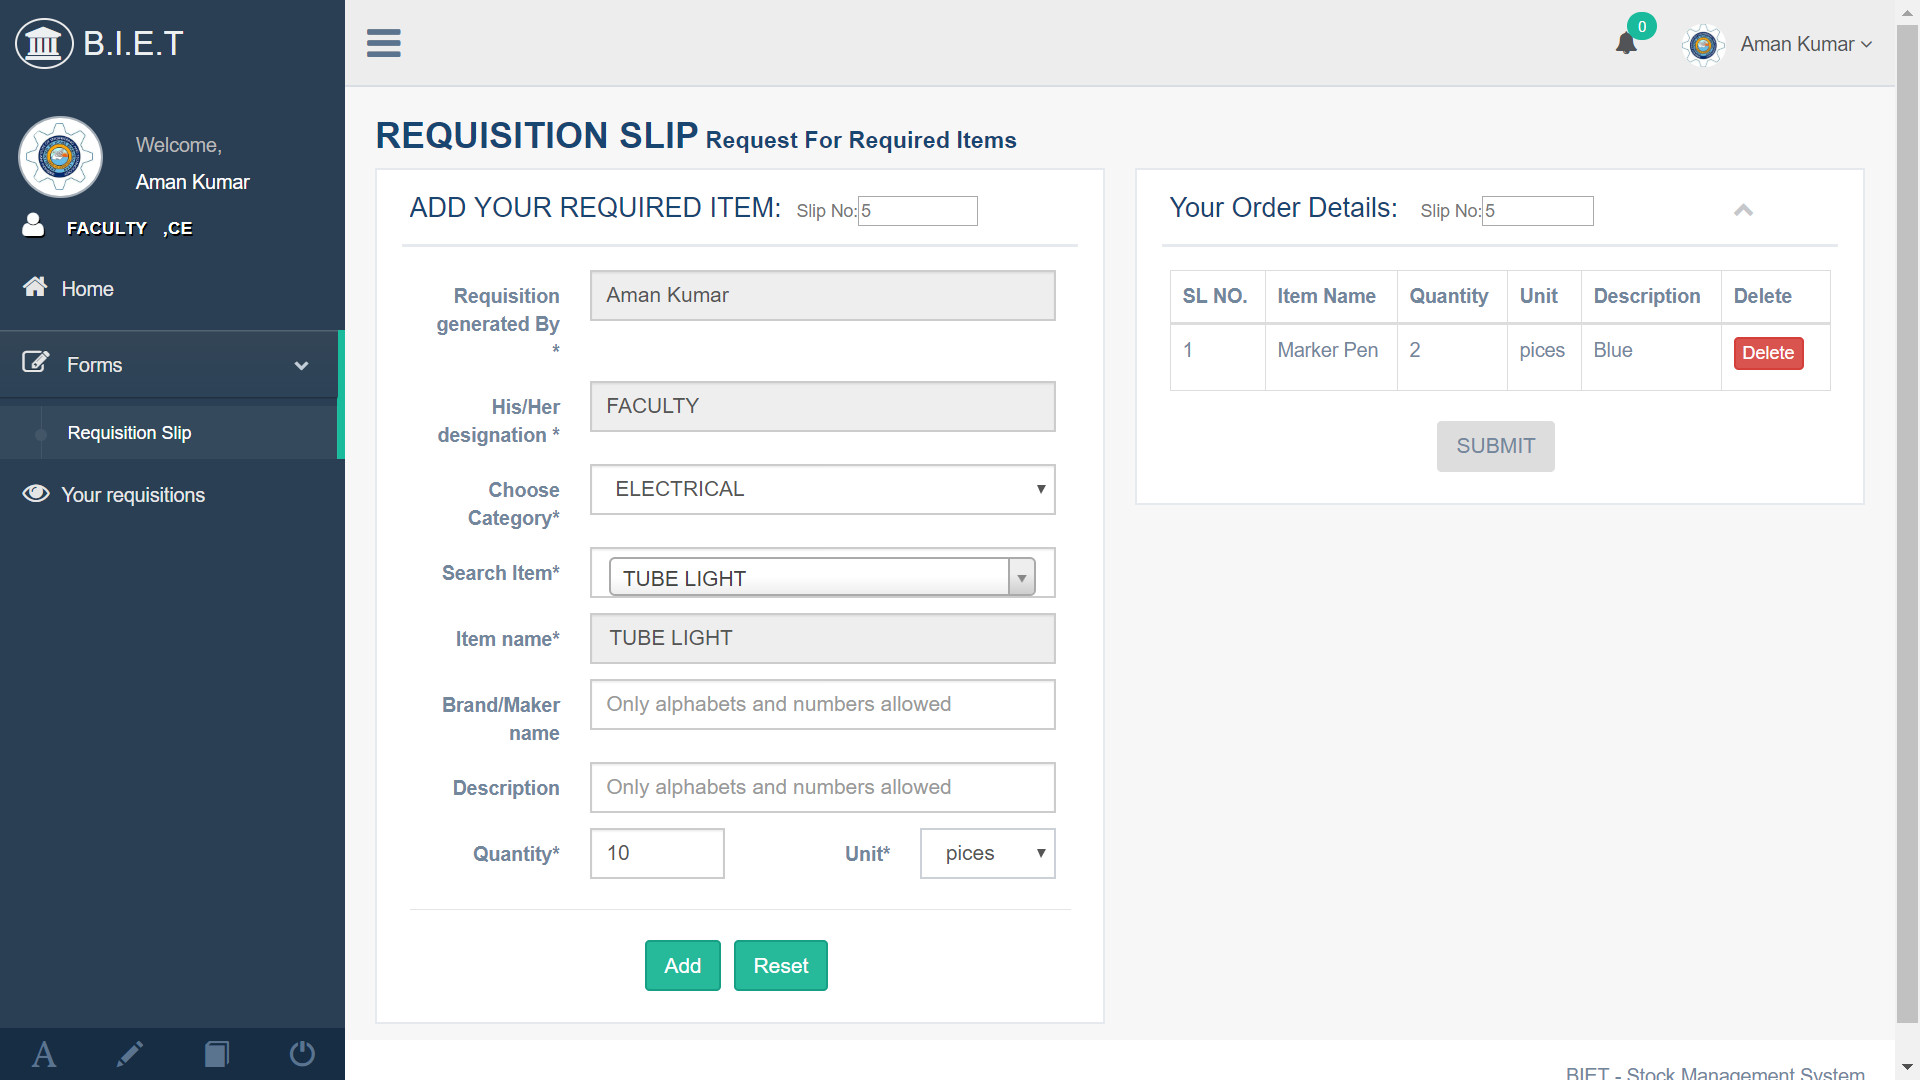 B.I.E.T
0
Aman Kumar
Welcome,
Aman Kumar
FACULTY ,CE
Home
Forms
Requisition Slip
Your requisitions
REQUISITION SLIP Request For Required Items
ADD YOUR REQUIRED ITEM: Slip No: 5
Requisition generated By * Aman Kumar
His/Her designation * FACULTY
Choose Category* ELECTRICAL
Search Item* TUBE LIGHT
Item name* TUBE LIGHT
Brand/Maker name Only alphabets and numbers allowed
Description Only alphabets and numbers allowed
Quantity* 10 Unit* pices
Add Reset
Your Order Details: Slip No: 5
SL NO. Item Name Quantity Unit Description Delete
1 Marker Pen 2 pices Blue Delete
SUBMIT
A
BIET - Stock Management System